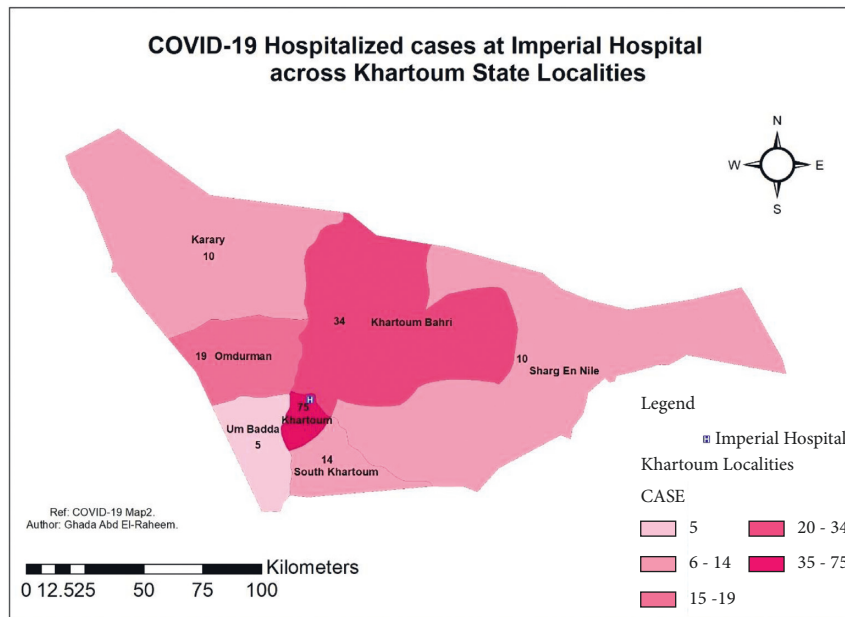 COVID-19 Hospitalized cases at Imperial Hospital
across Khartoum State Localities
N
W E
S
Karary
10
34 Khartoum Bahri
19 Omdurman
10
Sharg En Nile
H
75
Khartoum
Um Badda
5
14
South Khartoum
Legend
H Imperial Hospital
Khartoum Localities
CASE
5 20 - 34
6 - 14 35 - 75
15 -19
Ref: COVID-19 Map2.
Author: Ghada Abd El-Raheem.
Kilometers
0 12.525 50 75 100